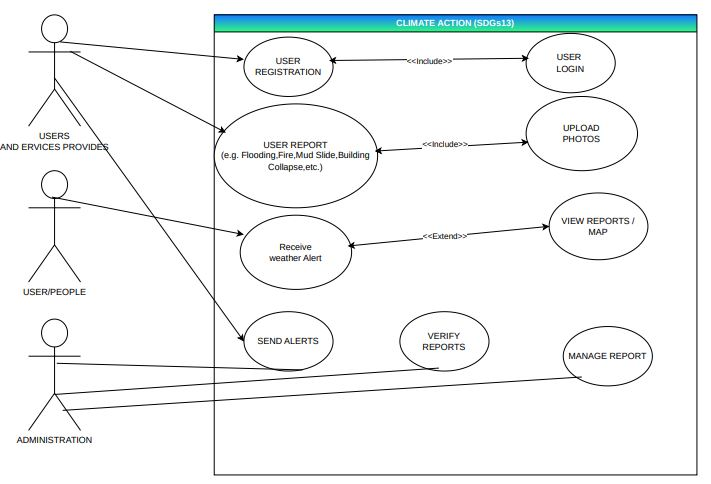 CLIMATE ACTION (SDGs13)
USER
REGISTRATION
<<Include>>
USER
LOGIN
USERS
AND ERVICES PROVIDES
USER REPORT
(e.g. Flooding,Fire,Mud Slide,Building
Collapse,etc.)
<<Include>>
UPLOAD
PHOTOS
USER/PEOPLE
Receive
weather Alert
<<Extend>>
VIEW REPORTS /
MAP
SEND ALERTS
VERIFY
REPORTS
MANAGE REPORT
ADMINISTRATION